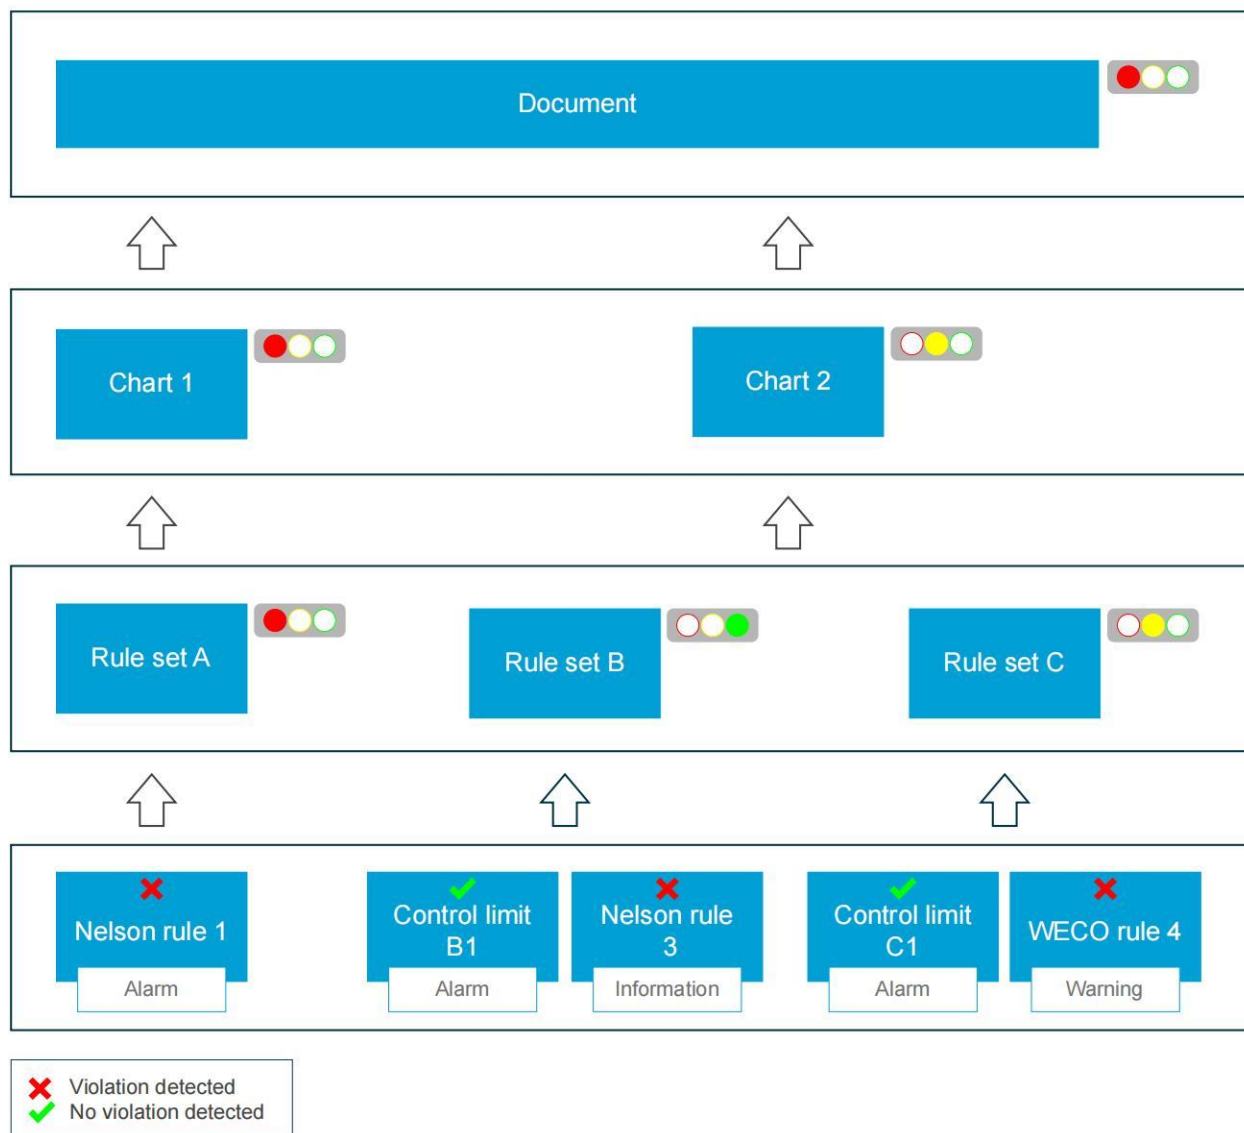 Document
Chart 1
Chart 2
Rule set A
Rule set B
Rule set C
Nelson rule 1
Alarm
Control limit
B1
Alarm
Nelson rule
3
Information
Control limit
C1
Alarm
WECO rule 4
Warning
Violation detected
No violation detected